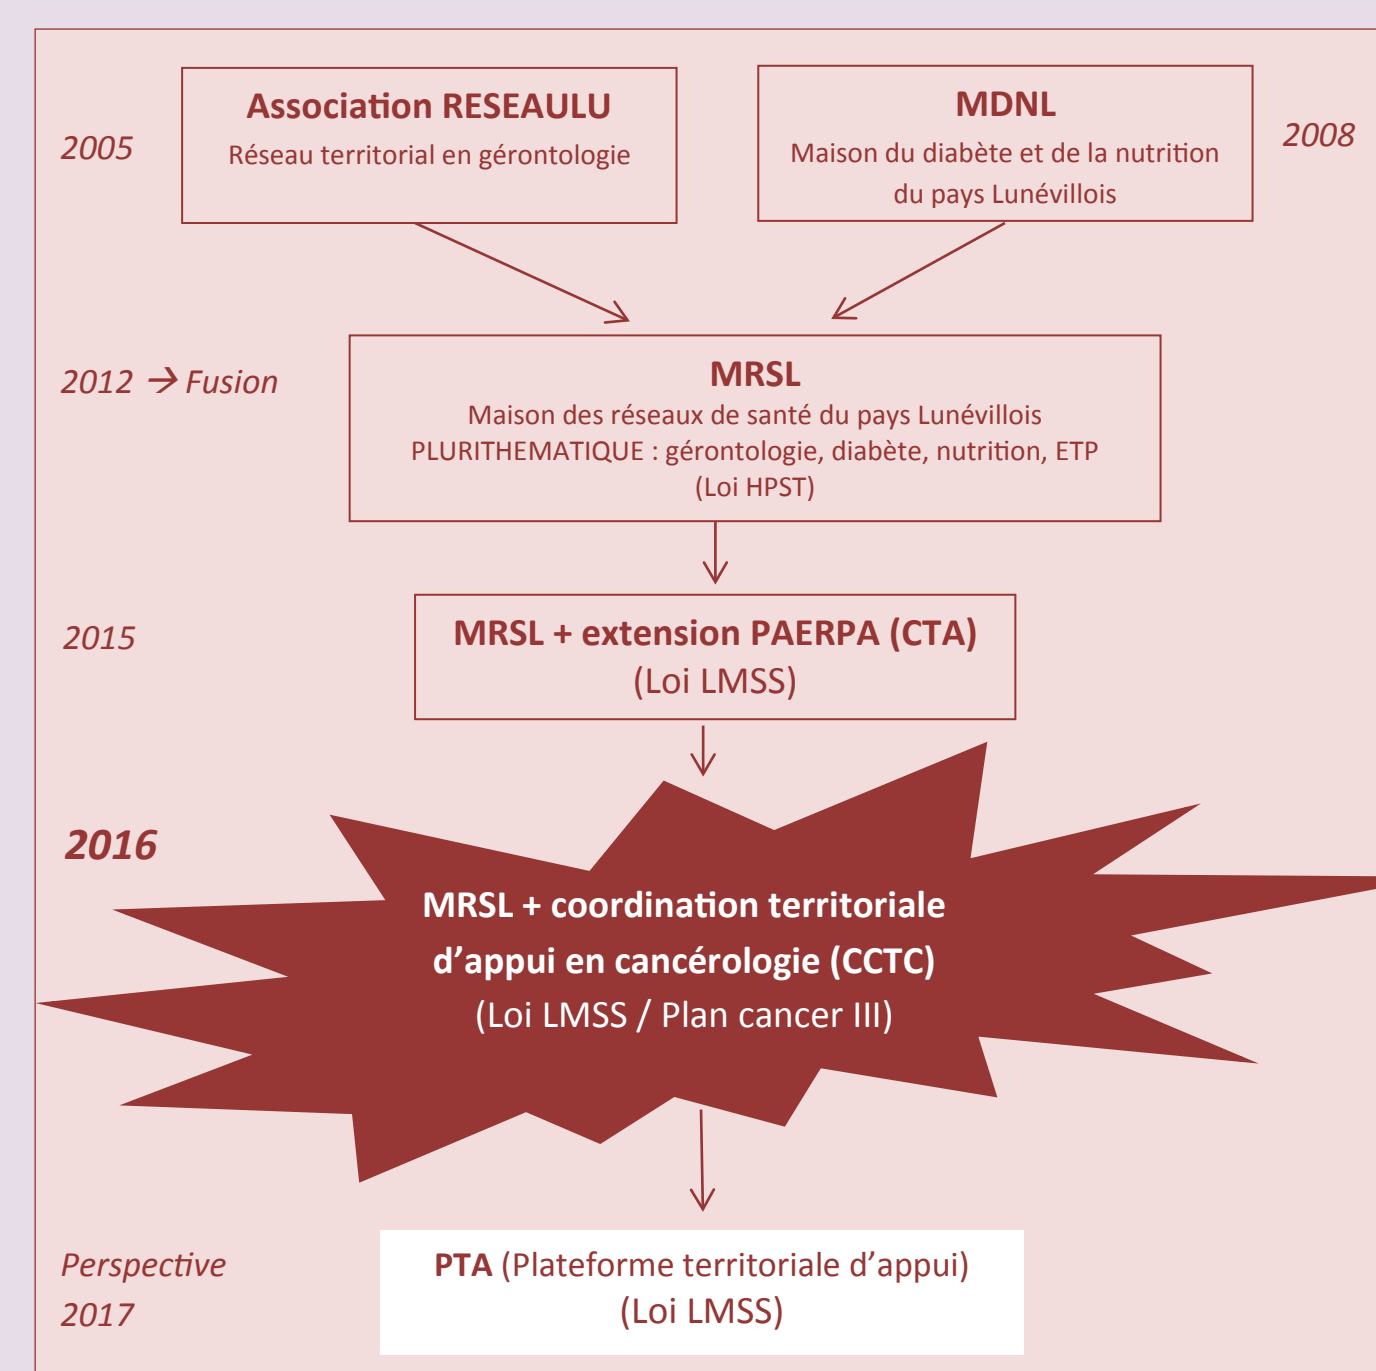 Association RESEAULU
Réseau territorial en gérontologie
2005
MDNL
Maison du diabète et de la nutrition
du pays Lunévillois
2008
2012 → Fusion
MRSL
Maison des réseaux de santé du pays Lunévillois
PLURITHEMATIQUE : gérontologie, diabète, nutrition, ETP
(Loi HPST)
2015
MRSL + extension PAERPA (CTA)
(Loi LMSS)
2016
MRSL + coordination territoriale
d’appui en cancérologie (CCTC)
(Loi LMSS / Plan cancer III)
Perspective
2017
PTA (Plateforme territoriale d’appui)
(Loi LMSS)